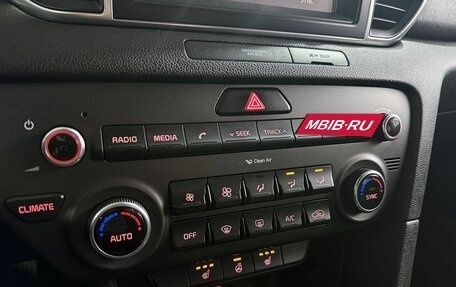 SYNC
RADIO MEDIA SEEK TRACK MBIB-RU
Clean Air
CLIMATE AUTO SYNC
OFF A/C